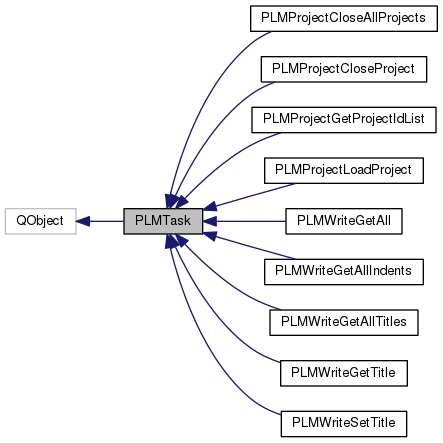 PLMProjectCloseAllProjects
PLMProjectCloseProject
PLMProjectGetProjectIdList
PLMProjectLoadProject
QObject
PLMTask
PLMWriteGetAll
PLMWriteGetAllIndents
PLMWriteGetAllTitles
PLMWriteGetTitle
PLMWriteSetTitle